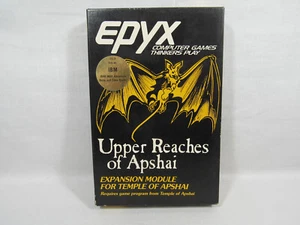 EPYX
COMPUTER GAMES
THINKERS PLAY
IBM
Upper Reaches
of Apshai
EXPANSION MODULE
FOR TEMPLE OF APSHAI
Requires game program from Temple of Apshai